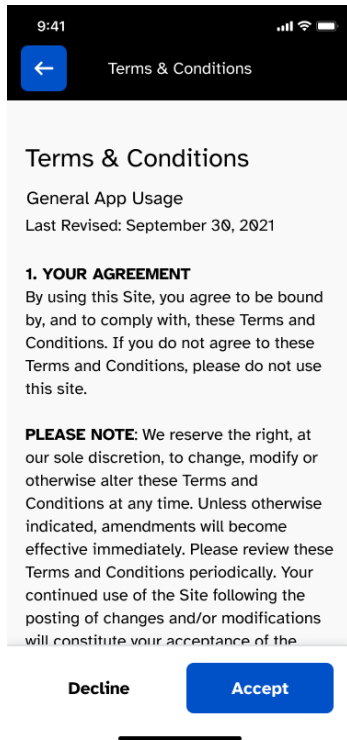 9:41
Terms & Conditions
Terms & Conditions
General App Usage
Last Revised: September 30, 2021
1. YOUR AGREEMENT
By using this Site, you agree to be bound
by, and to comply with, these Terms and
Conditions. If you do not agree to these
Terms and Conditions, please do not use
this site.
PLEASE NOTE: We reserve the right, at
our sole discretion, to change, modify or
otherwise alter these Terms and
Conditions at any time. Unless otherwise
indicated, amendments will become
effective immediately. Please review these
Terms and Conditions periodically. Your
continued use of the Site following the
posting of changes and/or modifications
will constitute your acceptance of the
Decline
Accept